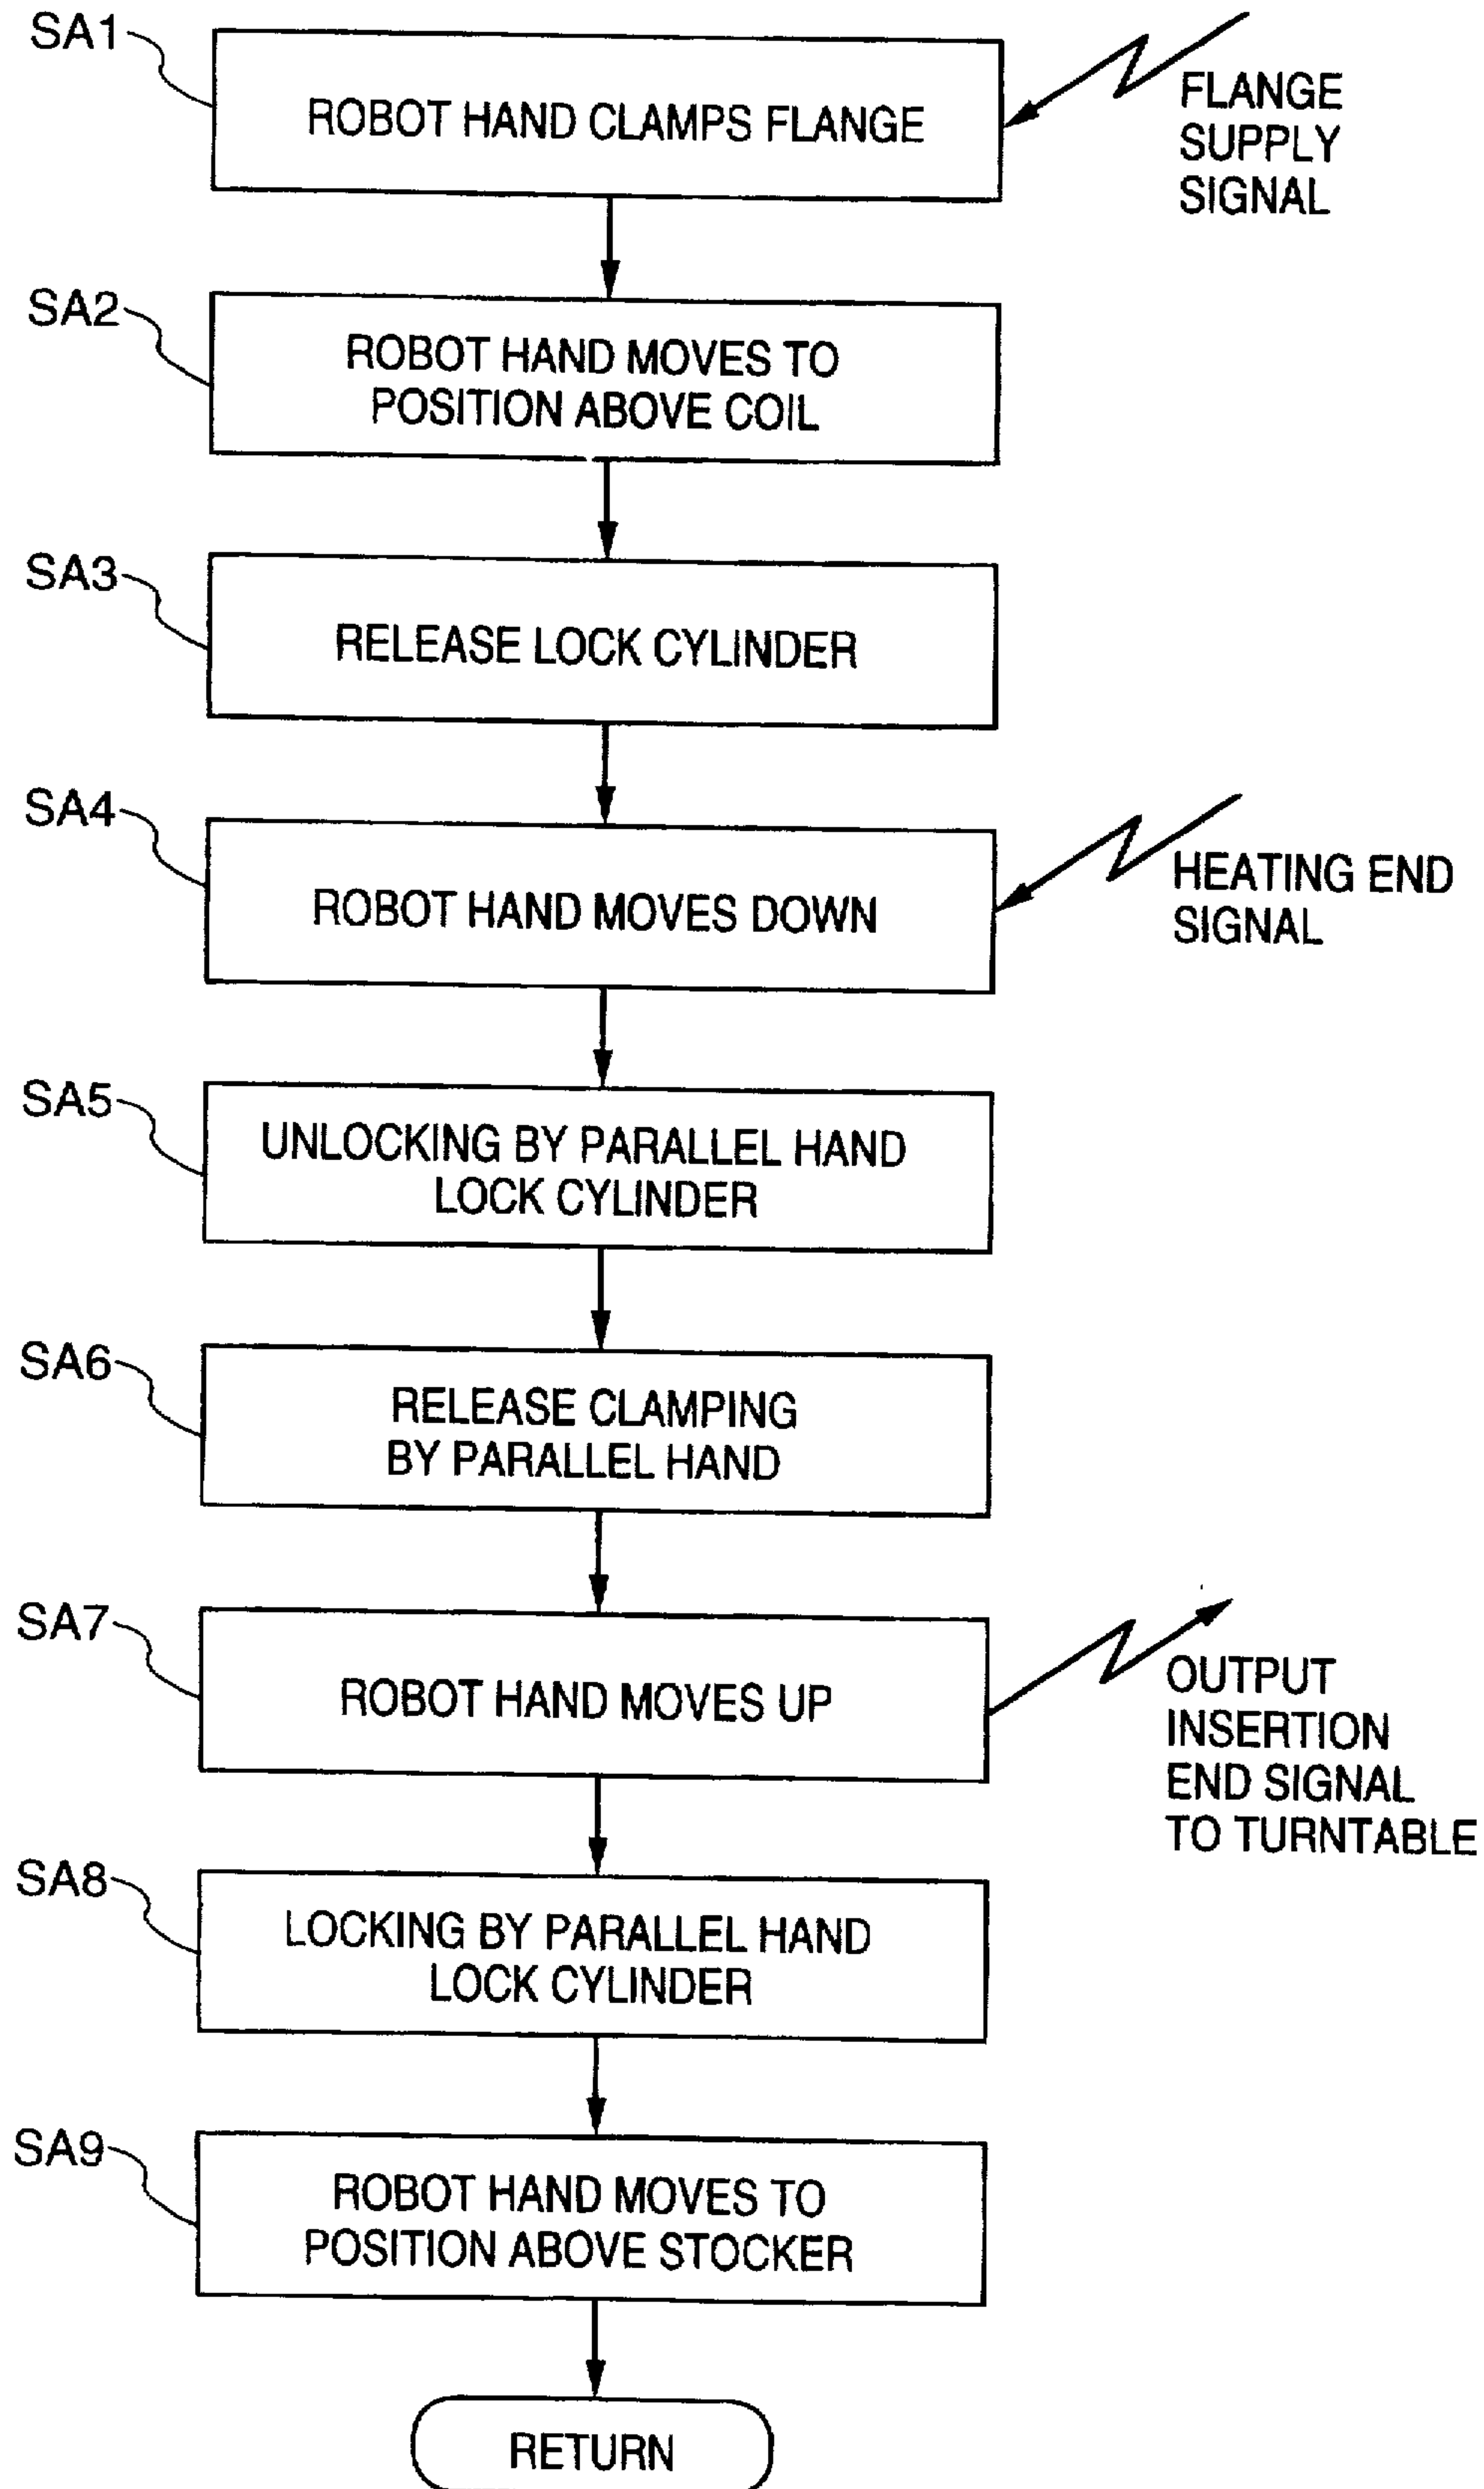 SA1
ROBOT HAND CLAMPS FLANGE
FLANGE
SUPPLY
SIGNAL
SA2
ROBOT HAND MOVES TO
POSITION ABOVE COIL
SA3
RELEASE LOCK CYLINDER
SA4
ROBOT HAND MOVES DOWN
HEATING END
SIGNAL
SA5
UNLOCKING BY PARALLEL HAND
LOCK CYLINDER
SA6
RELEASE CLAMPING
BY PARALLEL HAND
SA7
ROBOT HAND MOVES UP
OUTPUT
INSERTION
END SIGNAL
TO TURNTABLE
SA8
LOCKING BY PARALLEL HAND
LOCK CYLINDER
SA9
ROBOT HAND MOVES TO
POSITION ABOVE STOCKER
RETURN